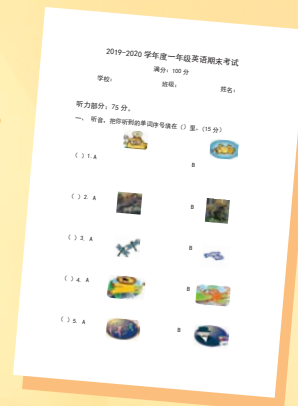 2019-2020 学年度一年级英语期末考试
满分：100 分
学校： 班级： 姓名：
听力部分：75 分。
一、 听音，把你听到的单词序号填在（）里。(15 分)
（ ）1. A B
（ ）2. A B
（ ）3. A B
（ ）4. A B
（ ）5. A B